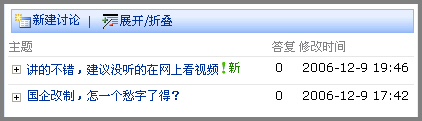 新建讨论 | 展开/折叠
主题 答复 修改时间
讲的不错，建议没听的在网上看视频！新 0 2006-12-9 19:46
国企改制，怎一个愁字了得？ 0 2006-12-9 17:42